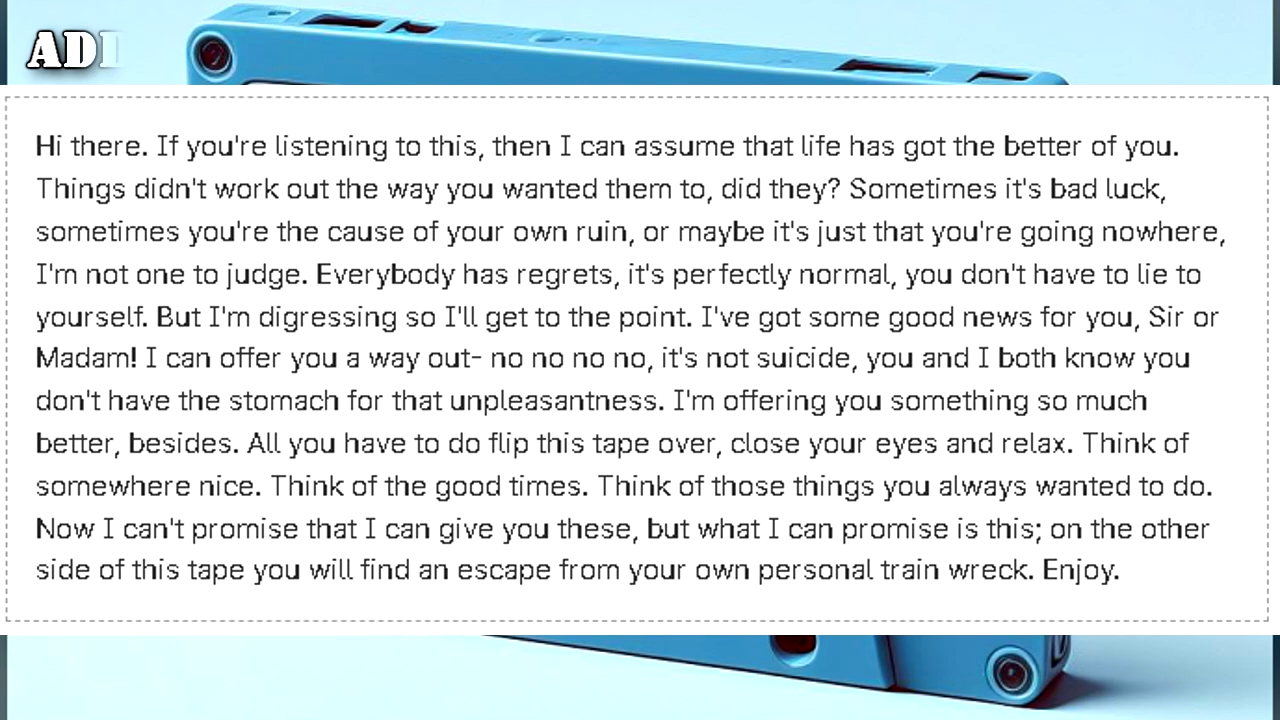 ADI
Hi there. If you're listening to this, then I can assume that life has got the better of you.
Things didn't work out the way you wanted them to, did they? Sometimes it's bad luck,
sometimes you're the cause of your own ruin, or maybe it's just that you're going nowhere,
I'm not one to judge. Everybody has regrets, it's perfectly normal, you don't have to lie to
yourself. But I'm digressing so I'll get to the point. I've got some good news for you, Sir or
Madam! I can offer you a way out- no no no no, it's not suicide, you and I both know you
don't have the stomach for that unpleasantness. I'm offering you something so much
better, besides. All you have to do flip this tape over, close your eyes and relax. Think of
somewhere nice. Think of the good times. Think of those things you always wanted to do.
Now I can't promise that I can give you these, but what I can promise is this; on the other
side of this tape you will find an escape from your own personal train wreck. Enjoy.